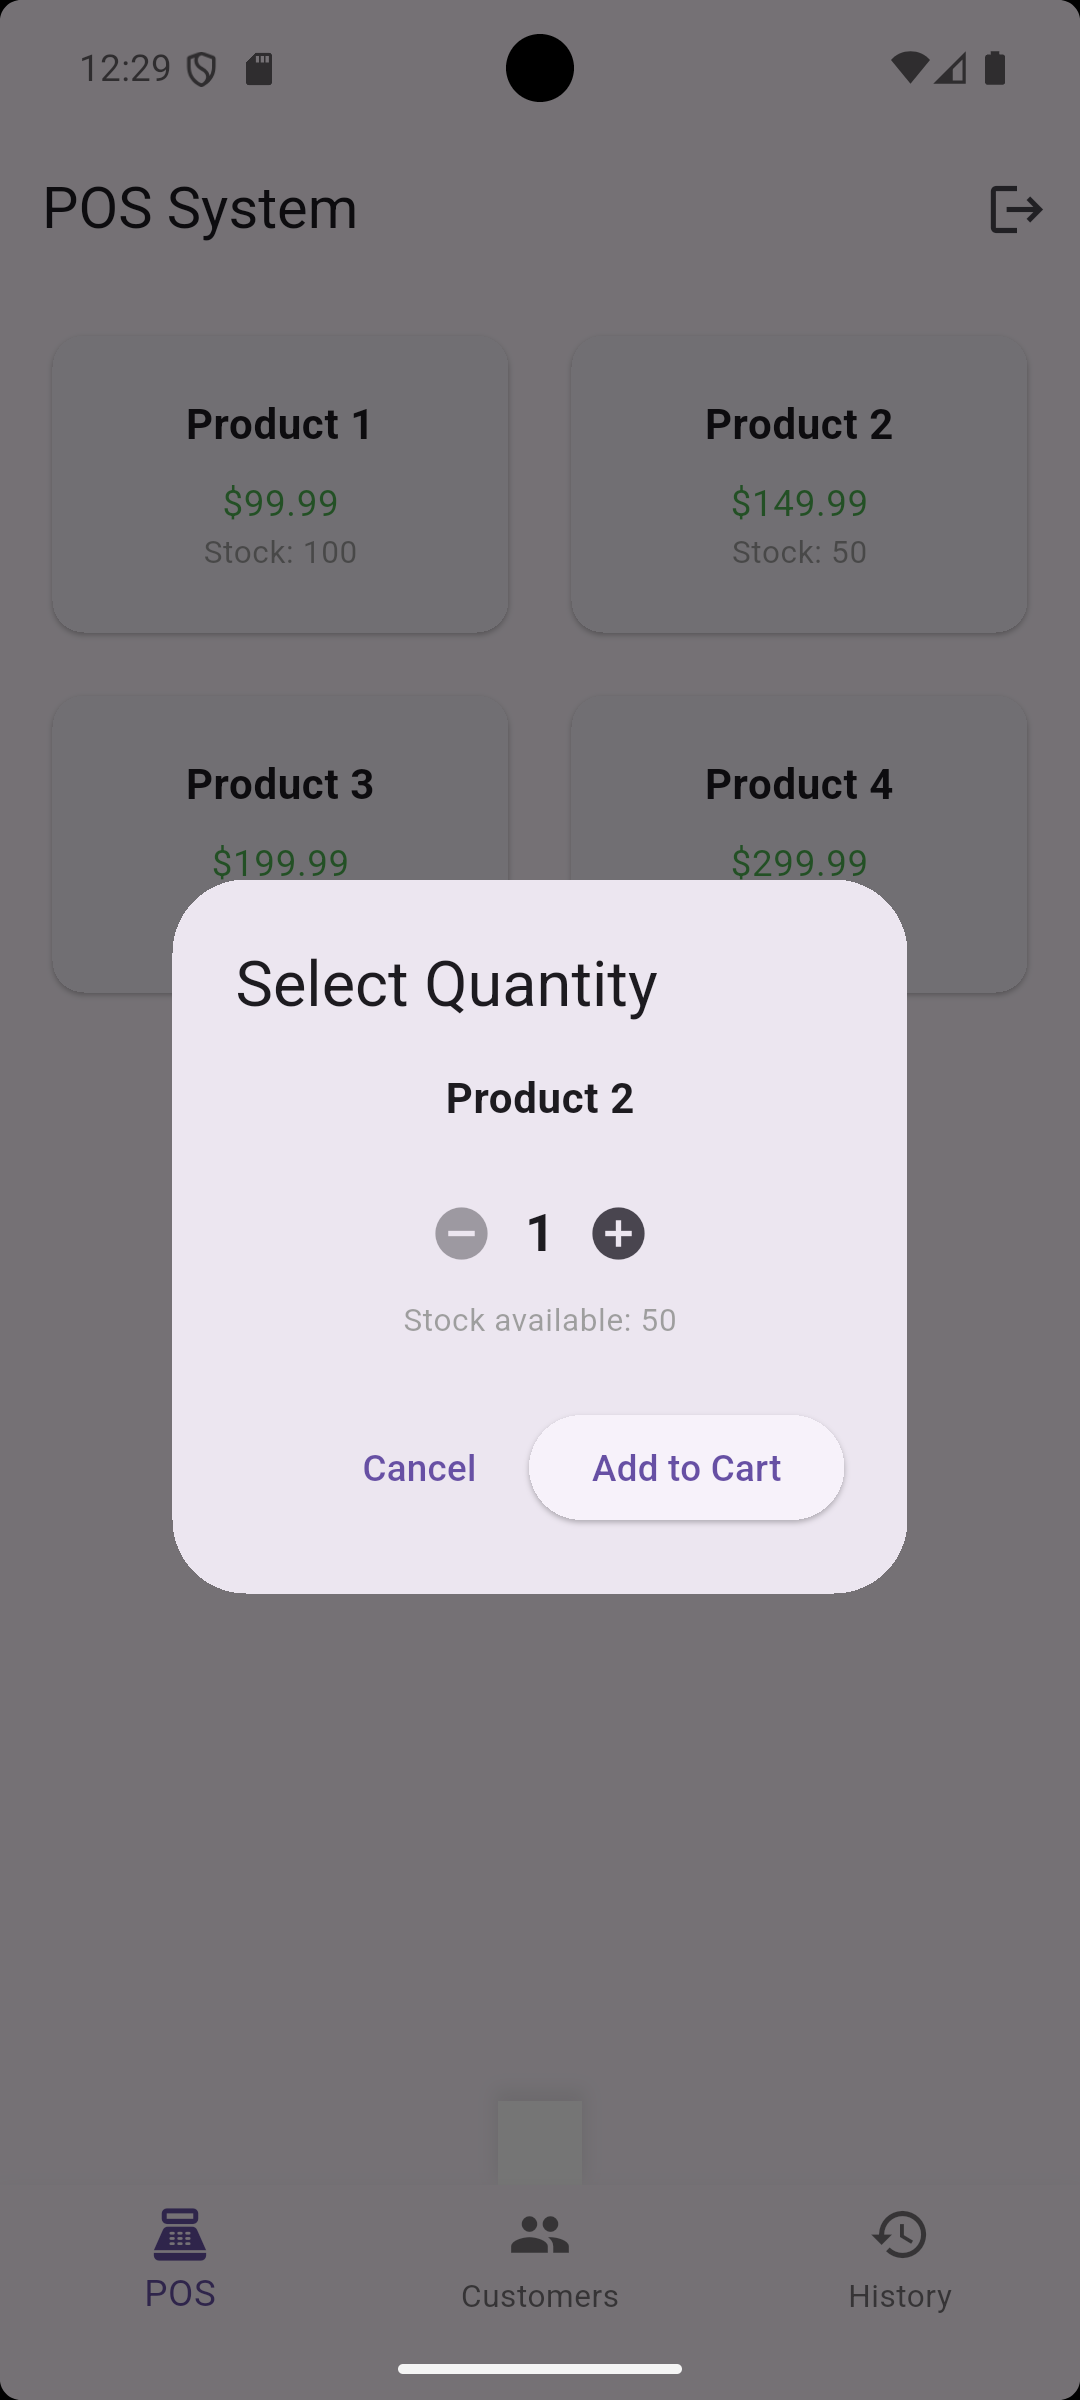 12:29
POS System
Product 1
$99.99
Stock: 100
Product 2
$149.99
Stock: 50
Product 3
$199.99
Product 4
$299.99
Select Quantity
Product 2
1
Stock available: 50
Cancel
Add to Cart
POS
Customers
History